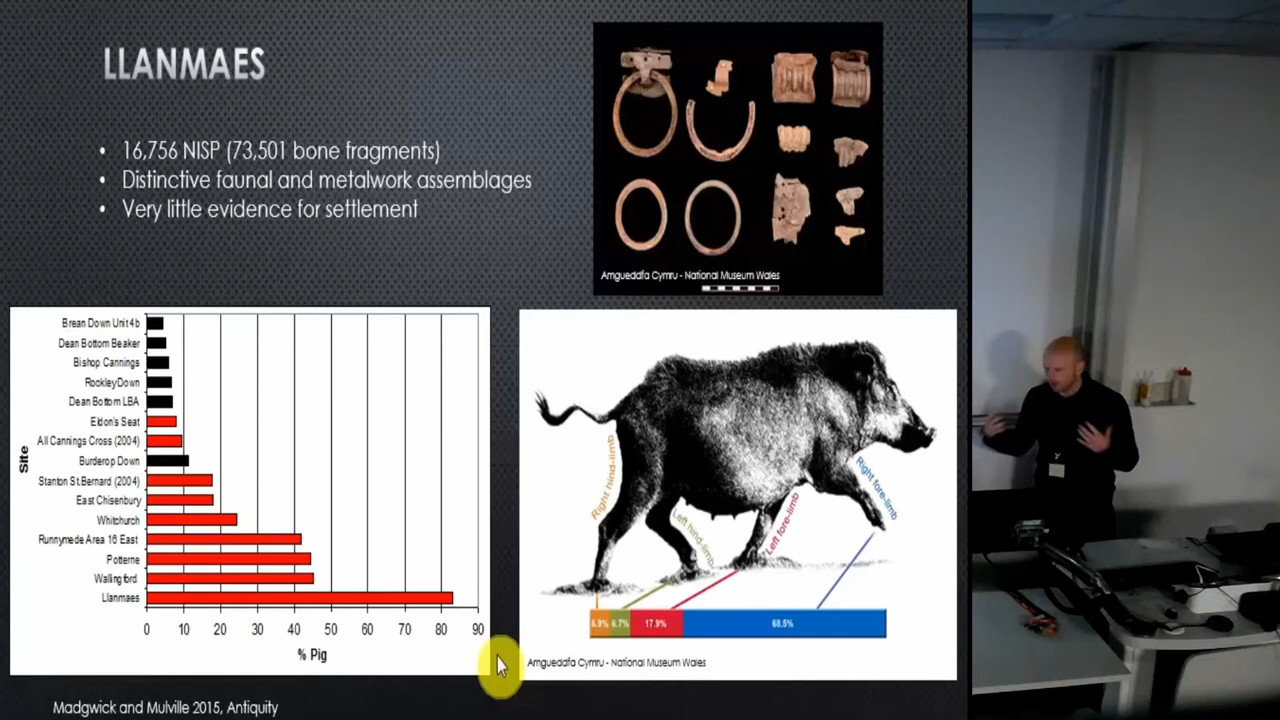 LLANMAES
• 16,756 NISP (73,501 bone fragments)
• Distinctive faunal and metalwork assemblages
• Very little evidence for settlement
Amgueddfa Cymru - National Museum Wales
Site
Brean Down Unit 4b
Dean Bottom Beaker
Bishop Cannings
Rockley Down
Dean Bottom LBA
Eldon's Seat
All Cannings Cross (2004)
Burderop Down
Stanton St.Bernard (2004)
East Chisenbury
Whitchurch
Runnymede Area 16 East
Potterne
Wallingford
Llanmaes
0 10 20 30 40 50 60 70 80 90
% Pig
Right hind-limb
Left hind-limb
Left fore-limb
Right fore-limb
6.9% 6.7% 17.9% 68.5%
Amgueddfa Cymru - National Museum Wales
Madgwick and Mulville 2015, Antiquity